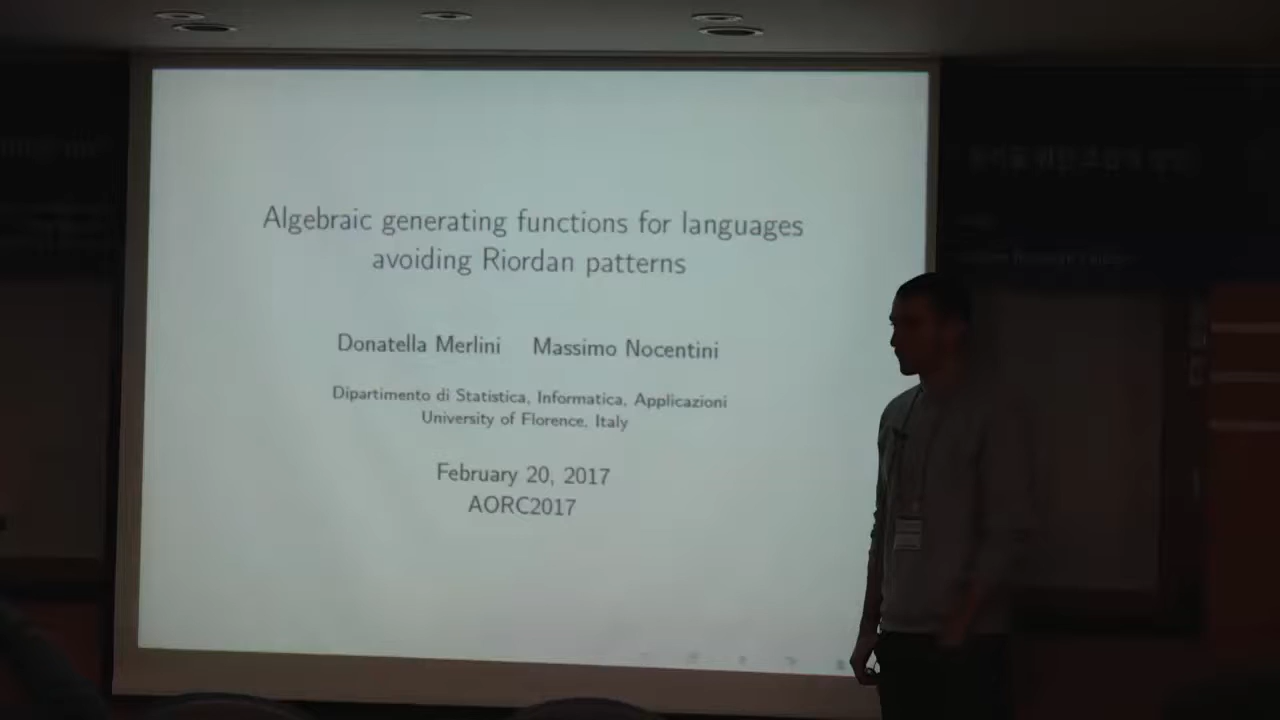 Algebraic generating functions for languages
avoiding Riordan patterns
Donatella Merlini Massimo Nocentini
Dipartimento di Statistica, Informatica, Applicazioni
University of Florence, Italy
February 20, 2017
AORC2017